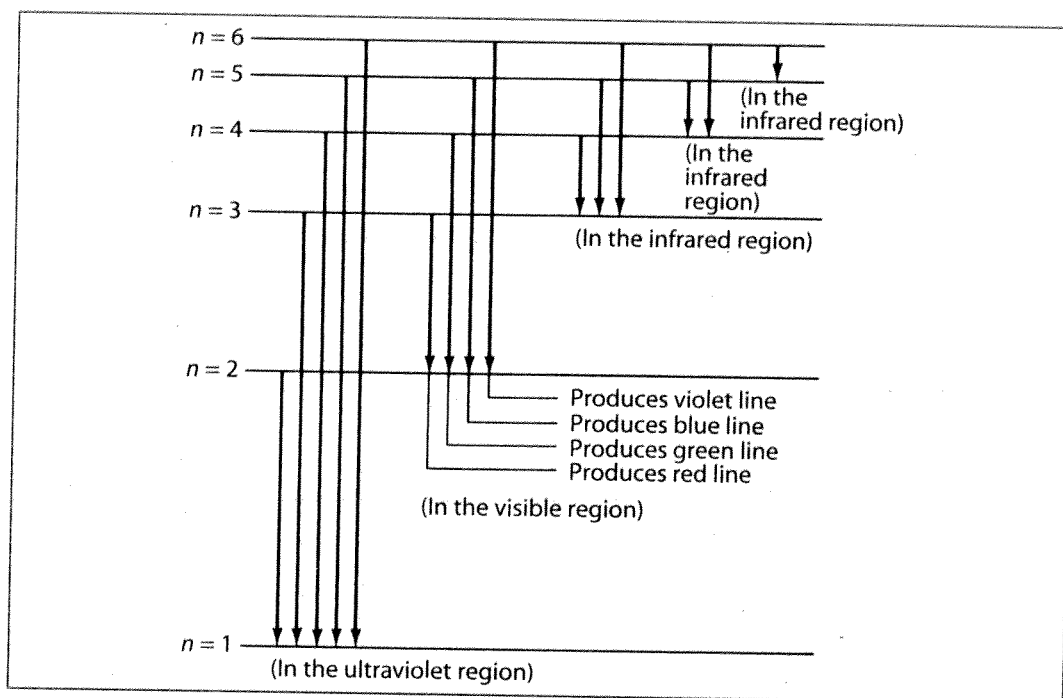 n = 6
n = 5
(In the
infrared region)
n = 4
(In the
infrared
region)
n = 3
(In the infrared region)
n = 2
Produces violet line
Produces blue line
Produces green line
Produces red line
(In the visible region)
n = 1
(In the ultraviolet region)